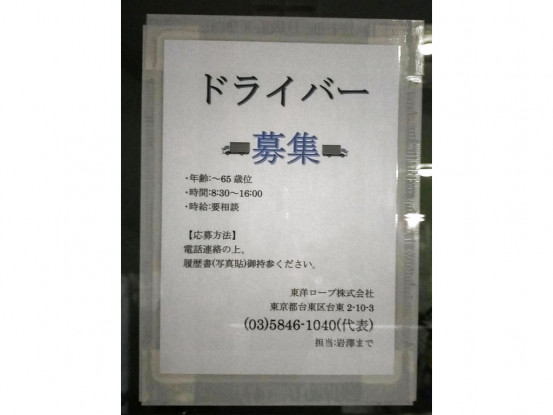 ドライバー
募集
・年齢:～65歳位
・時間:8:30～16:00
・時給:要相談
【応募方法】
電話連絡の上、
履歴書(写真貼)御持参ください。
東洋ロープ株式会社
東京都台東区台東 2-10-3
(03)5846-1040(代表)
担当:岩澤まで